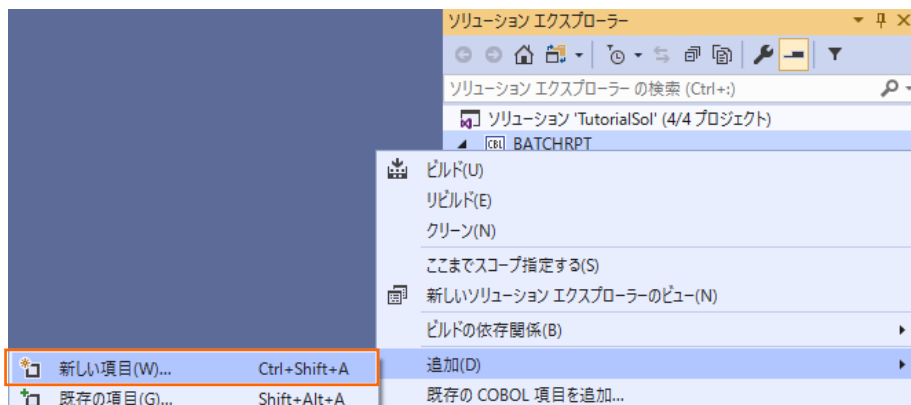 ソリューション エクスプローラー
ソリューション エクスプローラー の検索 (Ctrl+:)
ソリューション 'TutorialSol' (4/4 プロジェクト)
CBL BATCHRPT
ビルド(U)
リビルド(E)
クリーン(N)
ここまでスコープ指定する(S)
新しいソリューション エクスプローラーのビュー(N)
ビルドの依存関係(B)
新しい項目(W)... Ctrl+Shift+A
追加(D)
既存の項目(G)... Shift+Alt+A
既存の COBOL 項目を追加...